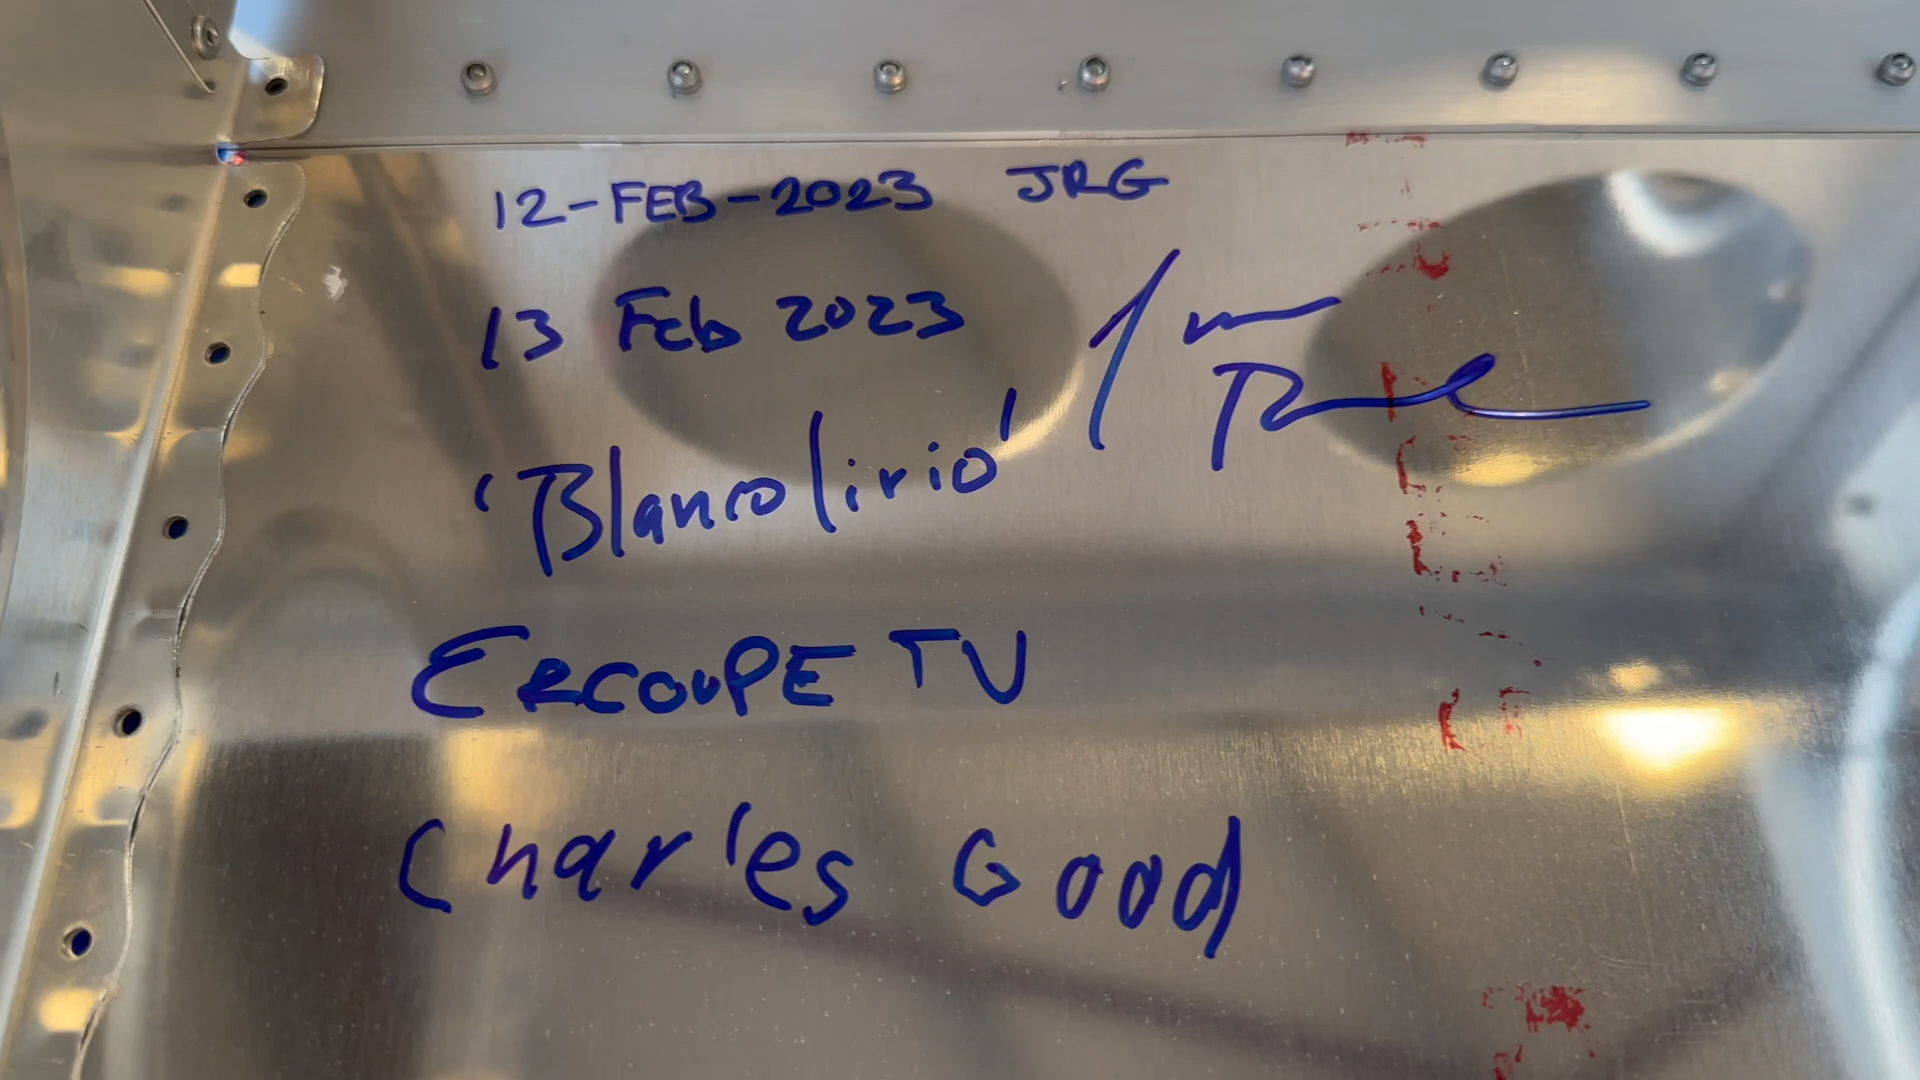 12-FEB-2023 JRG
13 Feb 2023
'Blancolirio'
ERCOUPE TV
Charles Good